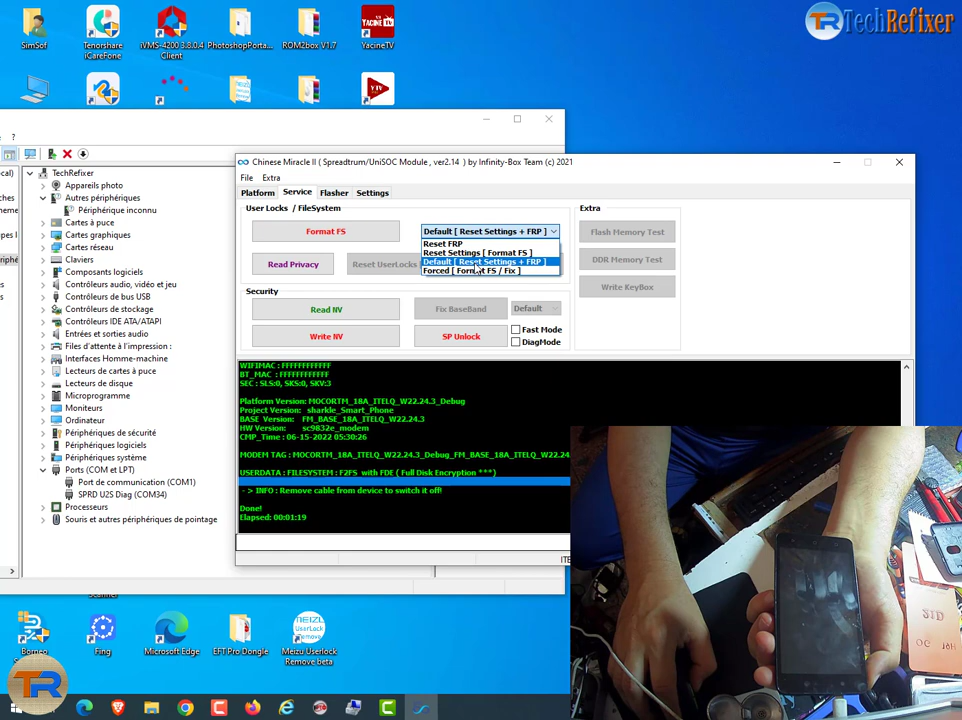 TechRefixer
SimSof
Tenorshare
iCareFone
iVMS-4200 3.8.0.4
Client
PhotoshopPorta...
ROM2box V1.7
YacineTV
YACINE TV
?
TechRefixer
Appareils photo
Autres périphériques
Périphérique inconnu
Cartes à puce
Cartes graphiques
Cartes réseau
Claviers
Composants logiciels
Contrôleurs audio, vidéo et jeu
Contrôleurs de bus USB
Contrôleurs de stockage
Contrôleurs IDE ATA/ATAPI
Entrées et sorties audio
Files d'attente à l'impression :
Interfaces Homme-machine
Lecteurs de carte à puce
Lecteurs de disque
Microprogramme
Moniteurs
Ordinateur
Périphériques de sécurité
Périphériques logiciels
Périphériques système
Ports (COM et LPT)
Port de communication (COM1)
SPRD U2S Diag (COM34)
Processeurs
Souris et autres périphériques de pointage
Chinese Miracle II ( Spreadtrum/UniSOC Module , ver2.14 ) by Infinity-Box Team (c) 2021
File Extra
Platform Service Flasher Settings
User Locks / FileSystem
Format FS
Default [ Reset Settings + FRP ]
Reset FRP
Reset Settings [ Format FS ]
Default [ Reset Settings + FRP ]
Forced [ Format FS / Fix ]
Read Privacy
Reset UserLocks
Extra
Flash Memory Test
DDR Memory Test
Write KeyBox
Security
Read NV
Fix BaseBand
Default
Write NV
SP Unlock
Fast Mode
DiagMode
WIFIMAC : FFFFFFFFFFFF
BT_MAC : FFFFFFFFFFFF
SEC : SLS:0, SKS:0, SKV:3
Platform Version: MOCORTM_18A_ITELQ_W22.24.3_Debug
Project Version: sharkle_Smart_Phone
BASE Version: FM_BASE_18A_ITELQ_W22.24.3
HW Version: sc9832e_modem
CMP_Time : 06-15-2022 05:30:26
MODEM TAG : MOCORTM_18A_ITELQ_W22.24.3_Debug_FM_BASE_18A_ITELQ_W22.24
USERDATA : FILESYSTEM : F2FS with FDE ( Full Disk Encryption ***)
- > INFO : Remove cable from device to switch it off!
Done!
Elapsed: 00:01:19
Borneo
Fing
Microsoft Edge
EFT Pro Dongle
MEIZU
UserLock
Remove
Meizu Userlock
Remove beta
TR